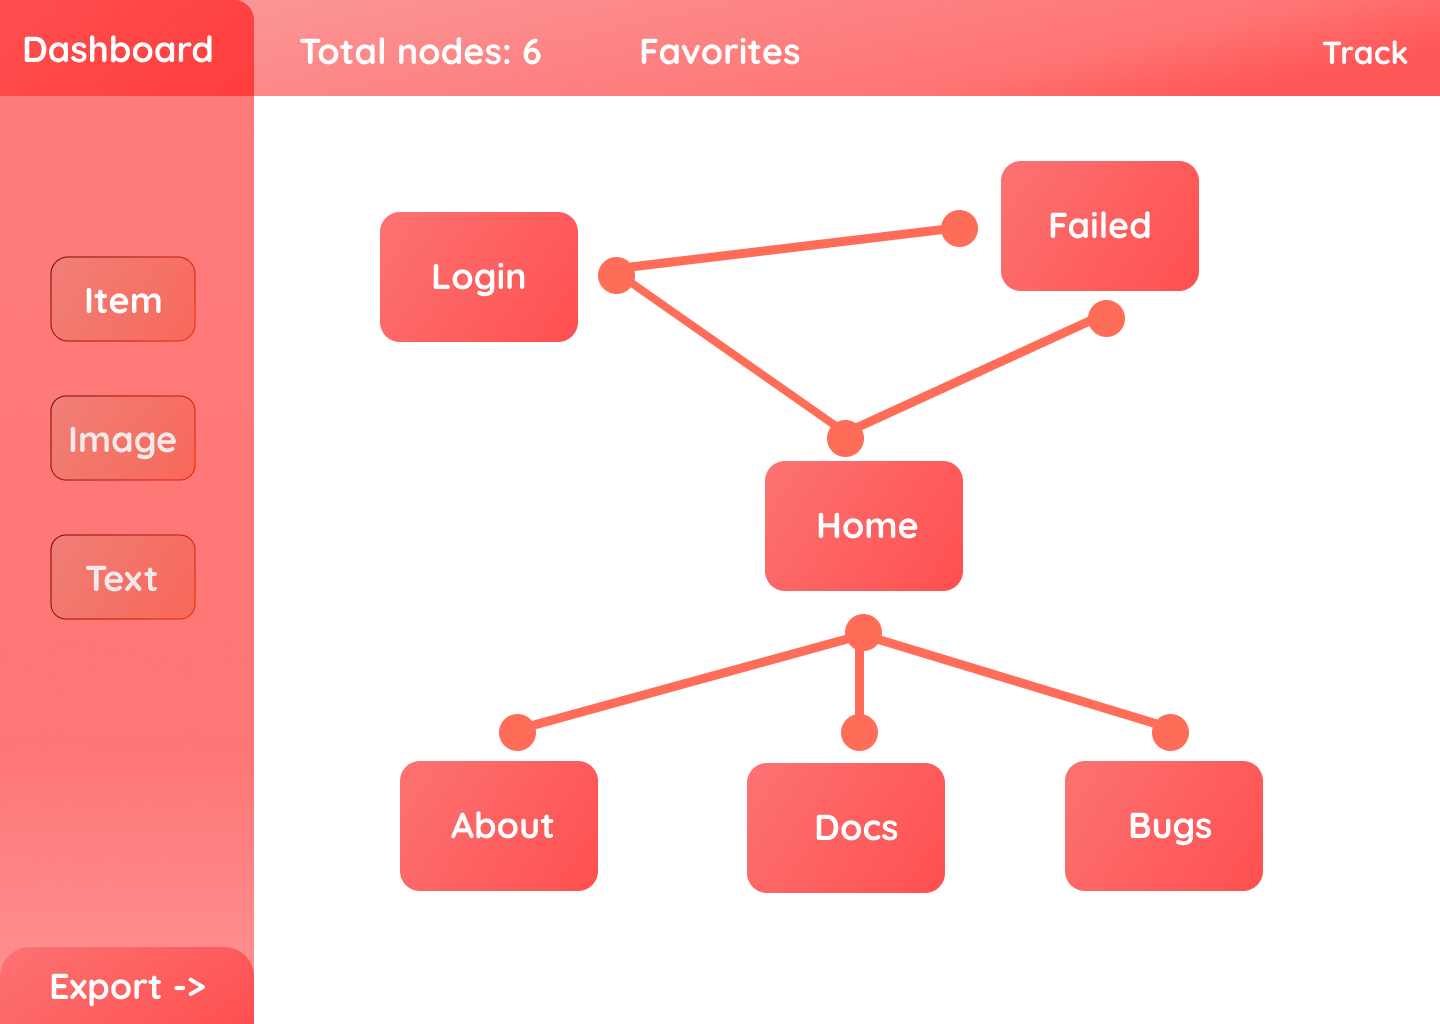 Dashboard
Total nodes: 6
Favorites
Track
Item
Image
Text
Export ->
Login
Failed
Home
About
Docs
Bugs